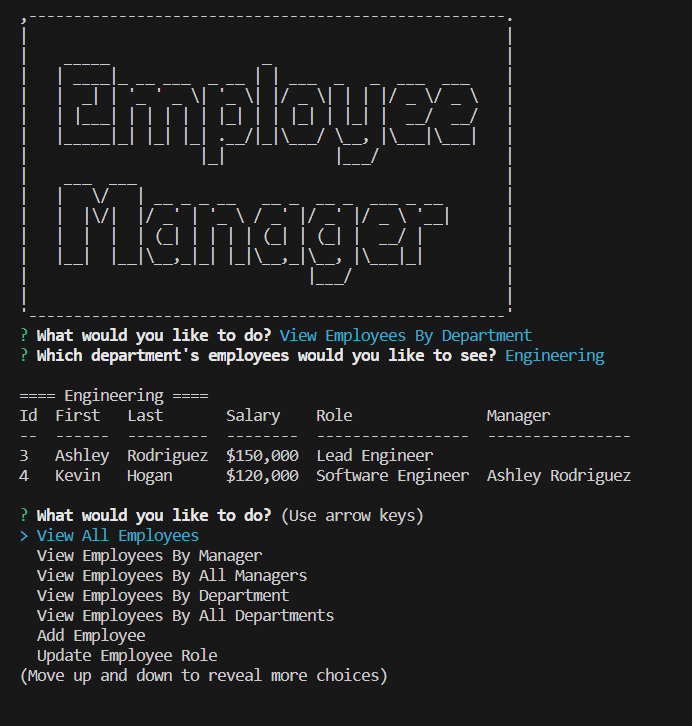 Employee
Manager
? What would you like to do? View Employees By Department
? Which department's employees would you like to see? Engineering
==== Engineering ====
Id  First   Last       Salary    Role               Manager
--  ------  ---------  --------  -----------------  ----------------
3   Ashley  Rodriguez  $150,000  Lead Engineer
4   Kevin   Hogan      $120,000  Software Engineer  Ashley Rodriguez
? What would you like to do? (Use arrow keys)
> View All Employees
View Employees By Manager
View Employees By All Managers
View Employees By Department
View Employees By All Departments
Add Employee
Update Employee Role
(Move up and down to reveal more choices)